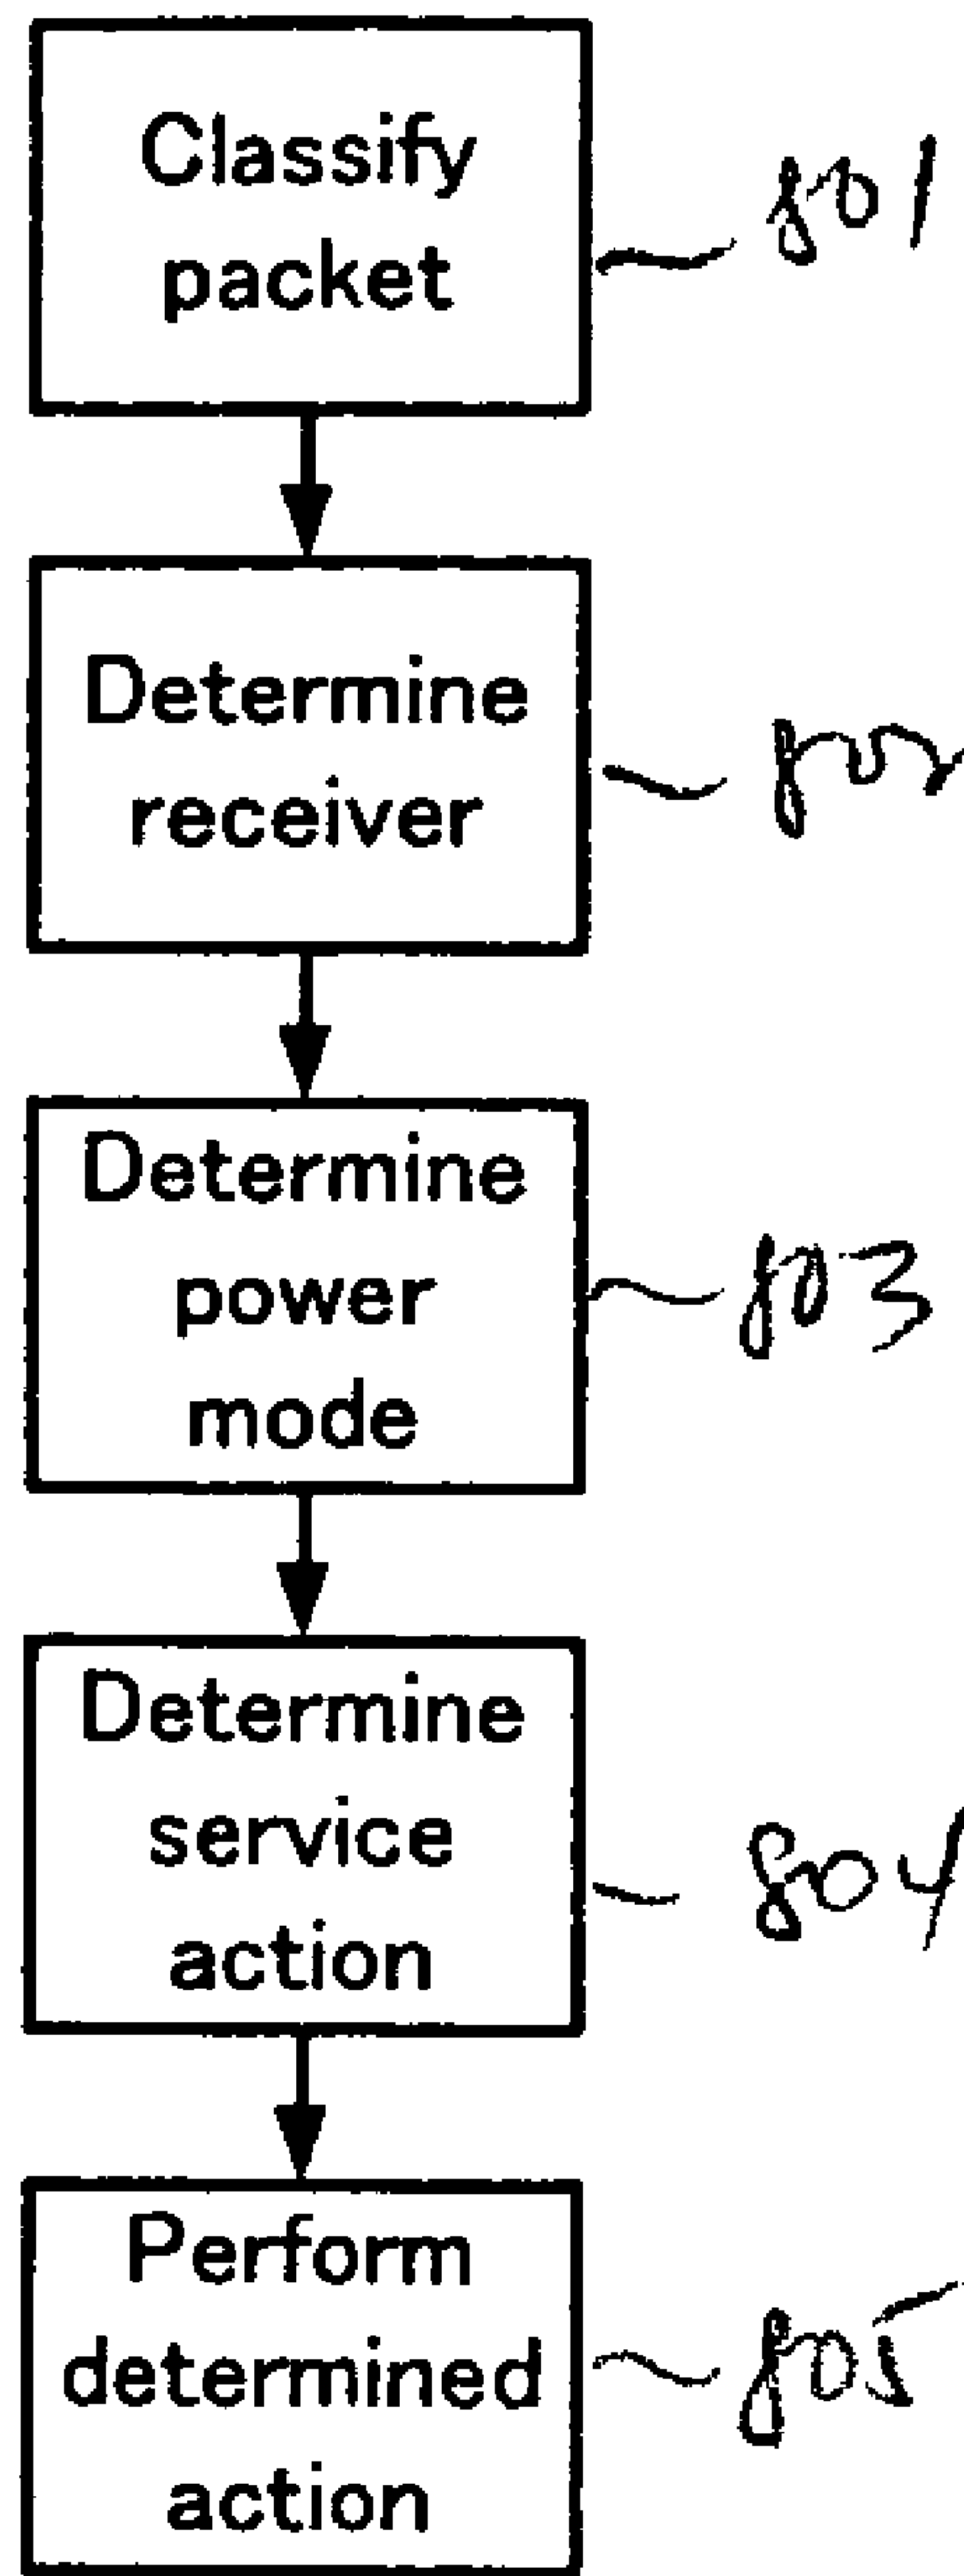 Classify
packet
801
Determine
receiver
802
Determine
power
mode
803
Determine
service
action
804
Perform
determined
action
805